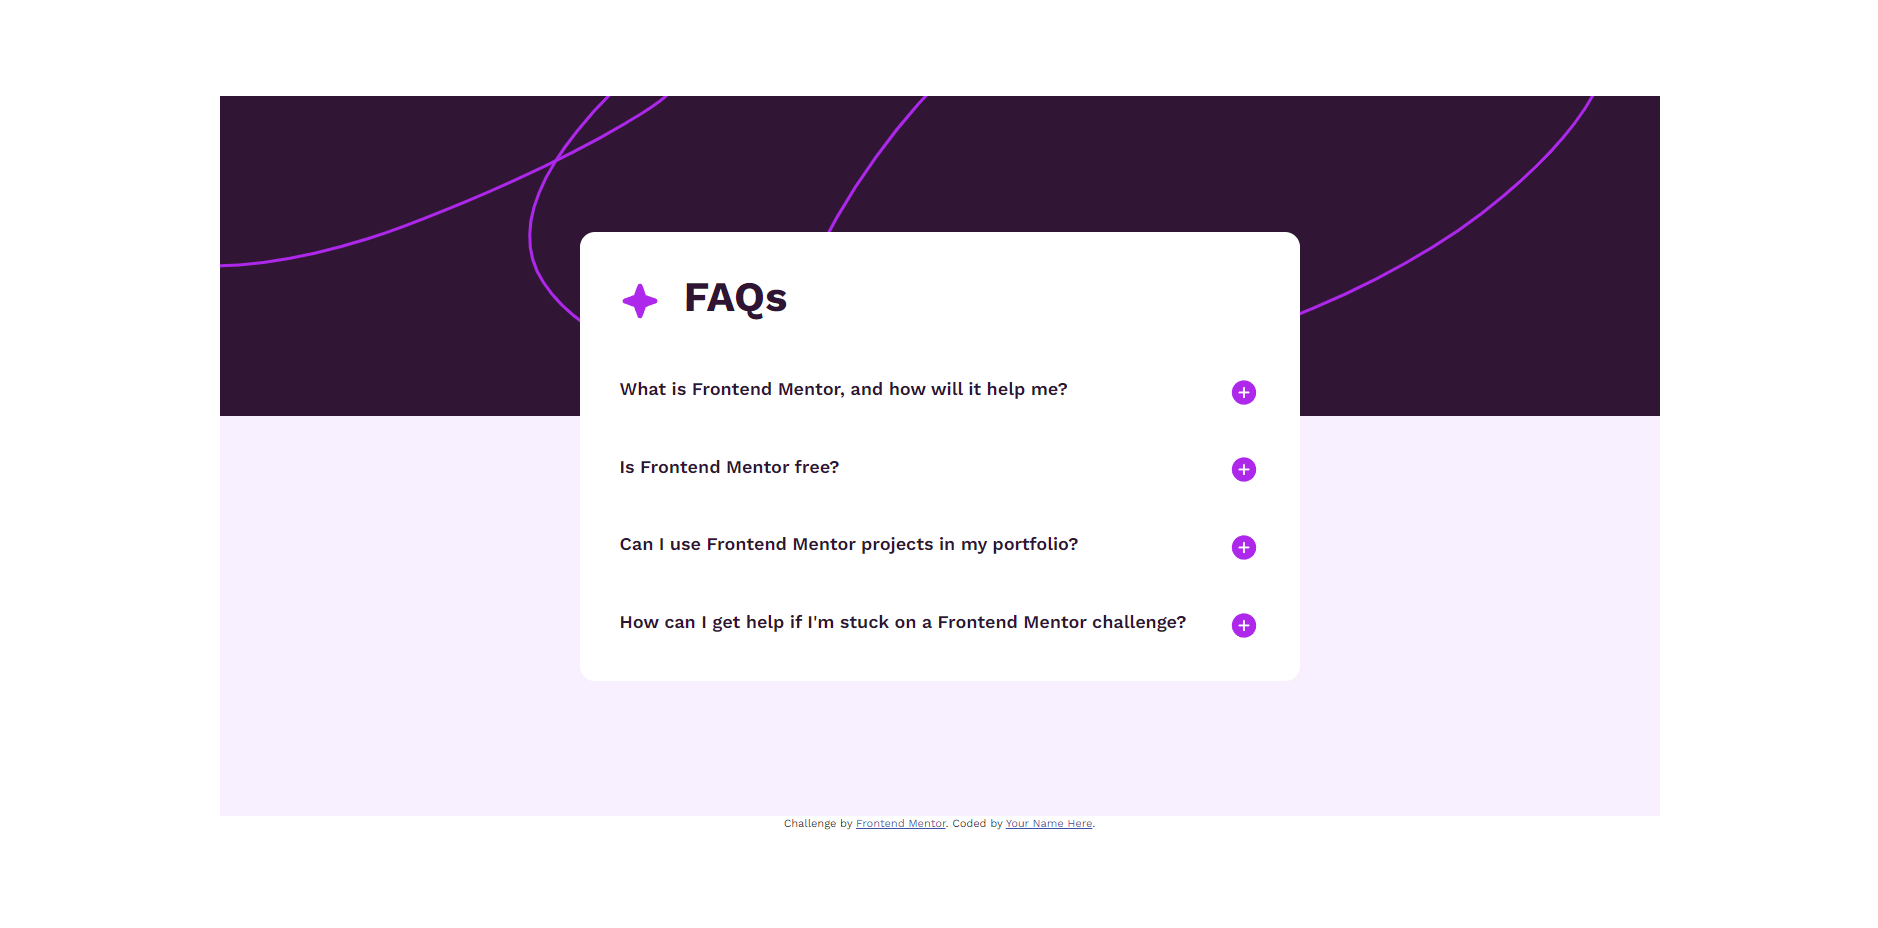 FAQs
What is Frontend Mentor, and how will it help me?
Is Frontend Mentor free?
Can I use Frontend Mentor projects in my portfolio?
How can I get help if I'm stuck on a Frontend Mentor challenge?
Challenge by Frontend Mentor. Coded by Your Name Here.